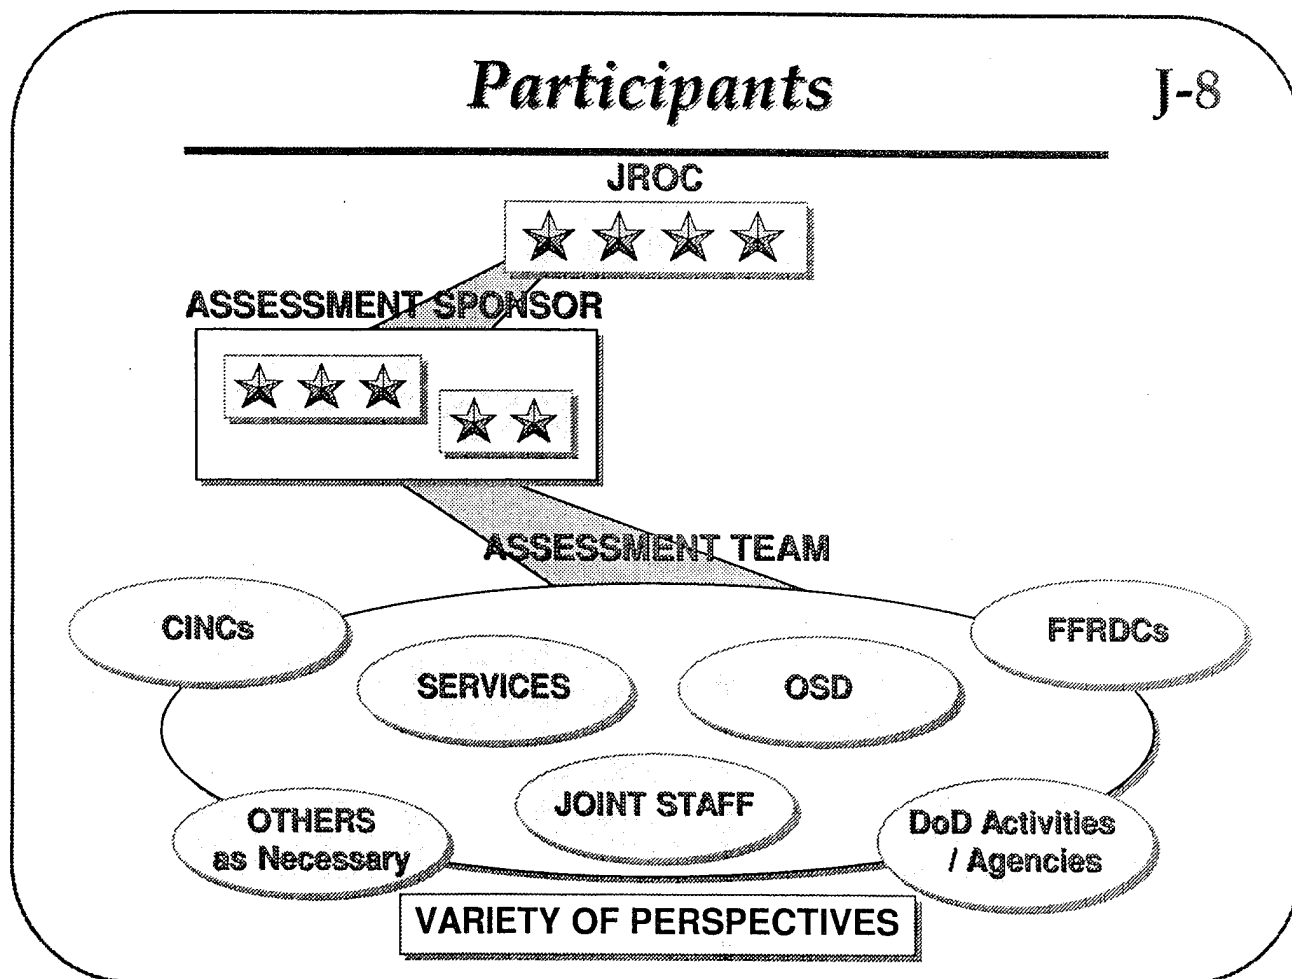 Participants
J-8
JROC
ASSESSMENT SPONSOR
ASSESSMENT TEAM
CINCs
FFRDCs
SERVICES
OSD
JOINT STAFF
OTHERS
as Necessary
DoD Activities
/ Agencies
VARIETY OF PERSPECTIVES